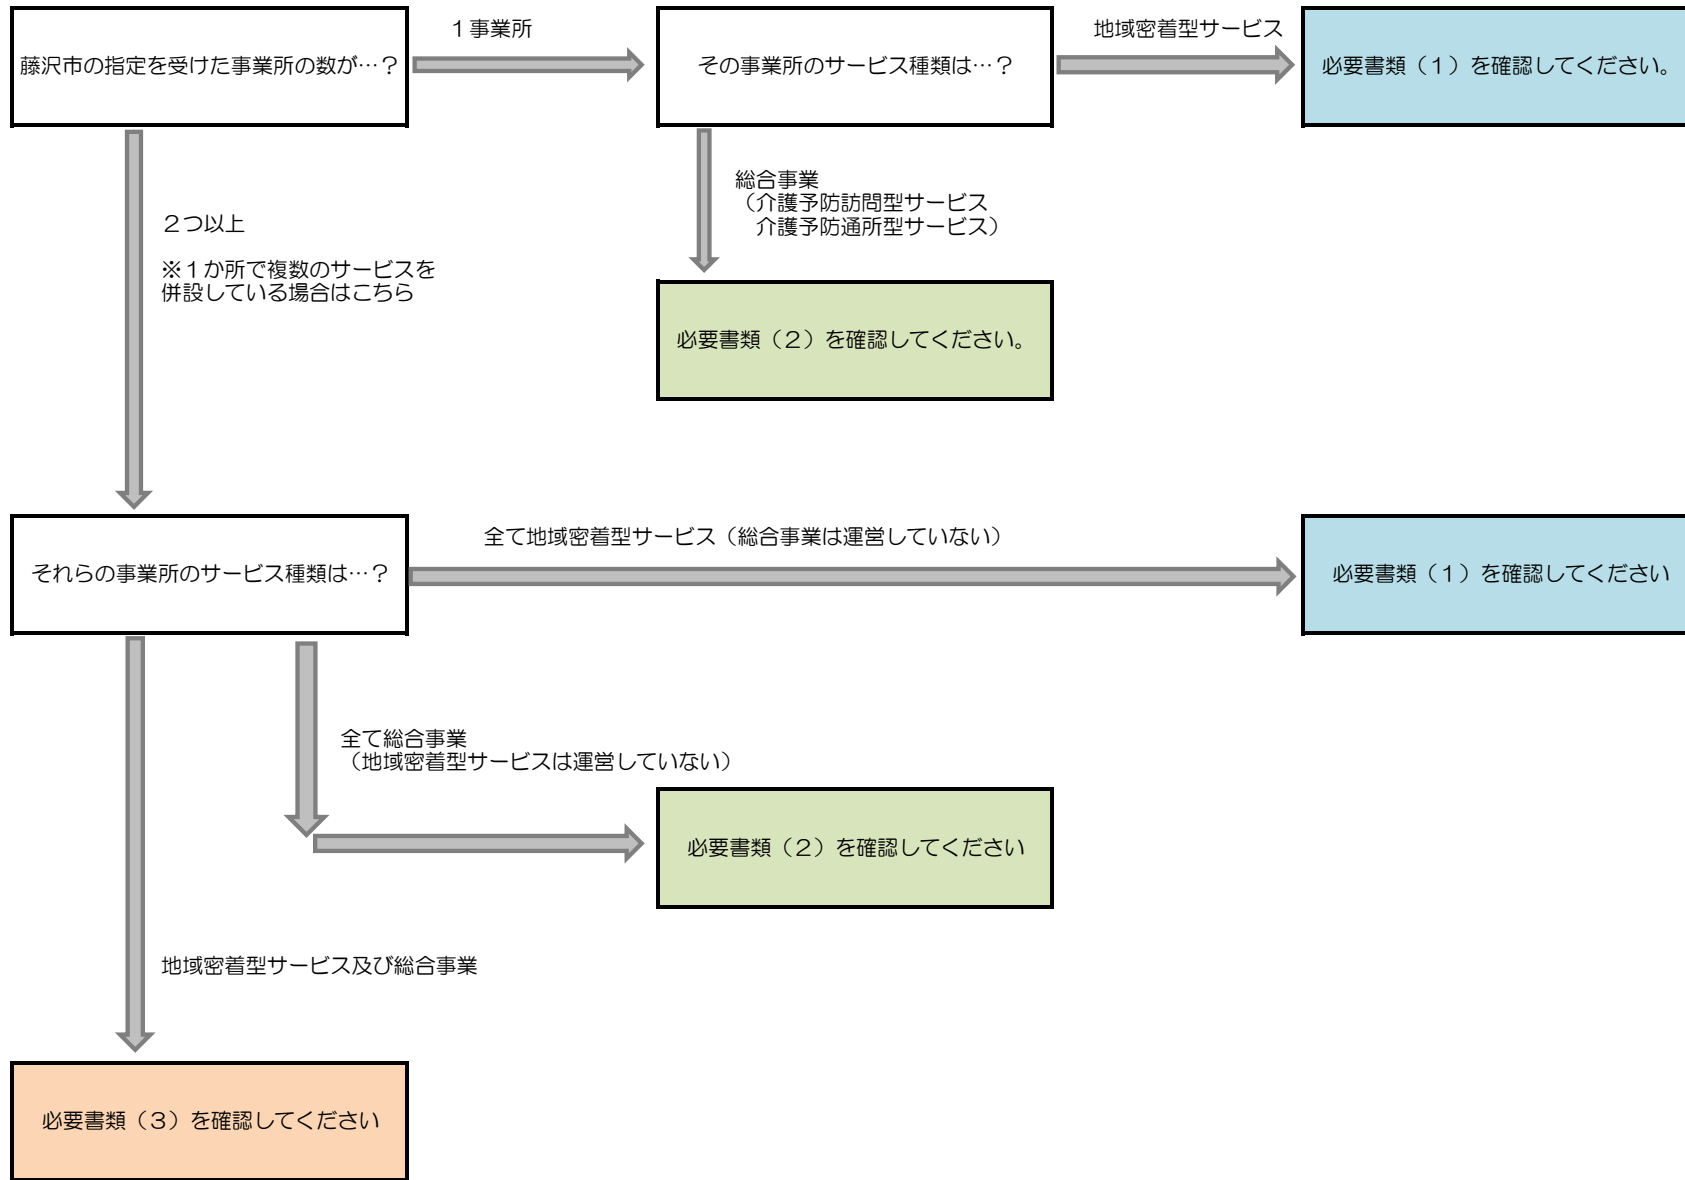 藤沢市の指定を受けた事業所の数が…？
１事業所
その事業所のサービス種類は…？
地域密着型サービス
必要書類（１）を確認してください。
総合事業
（介護予防訪問型サービス
介護予防通所型サービス）
２つ以上
※１か所で複数のサービスを
併設している場合はこちら
必要書類（２）を確認してください。
それらの事業所のサービス種類は…？
全て地域密着型サービス（総合事業は運営していない）
必要書類（１）を確認してください
全て総合事業
（地域密着型サービスは運営していない）
必要書類（２）を確認してください
地域密着型サービス及び総合事業
必要書類（３）を確認してください